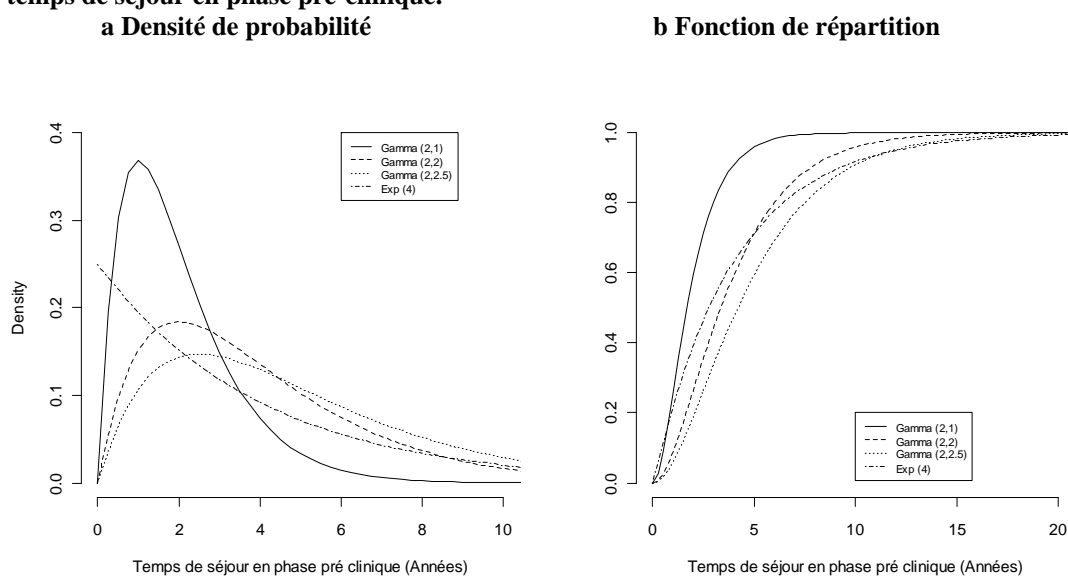 temps de séjour en phase pré-clinique.
a Densité de probabilité
b Fonction de répartition
Density
0.0 0.1 0.2 0.3 0.4
Gamma (2,1)
Gamma (2,2)
Gamma (2,2.5)
Exp (4)
0 2 4 6 8 10
Temps de séjour en phase pré clinique (Années)
0.0 0.2 0.4 0.6 0.8 1.0
Gamma (2,1)
Gamma (2,2)
Gamma (2,2.5)
Exp (4)
0 5 10 15 20
Temps de séjour en phase pré clinique (Années)